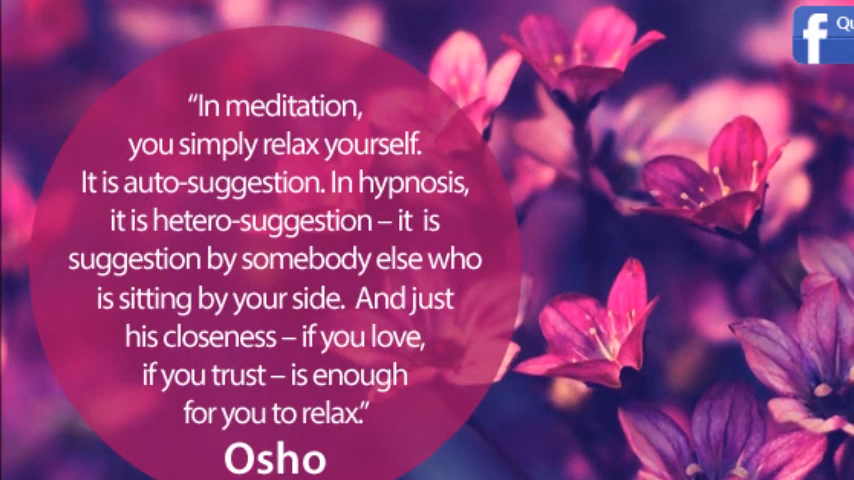 “In meditation,
you simply relax yourself.
It is auto-suggestion. In hypnosis,
it is hetero-suggestion – it is
suggestion by somebody else who
is sitting by your side. And just
his closeness – if you love,
if you trust – is enough
for you to relax.”
Osho
f